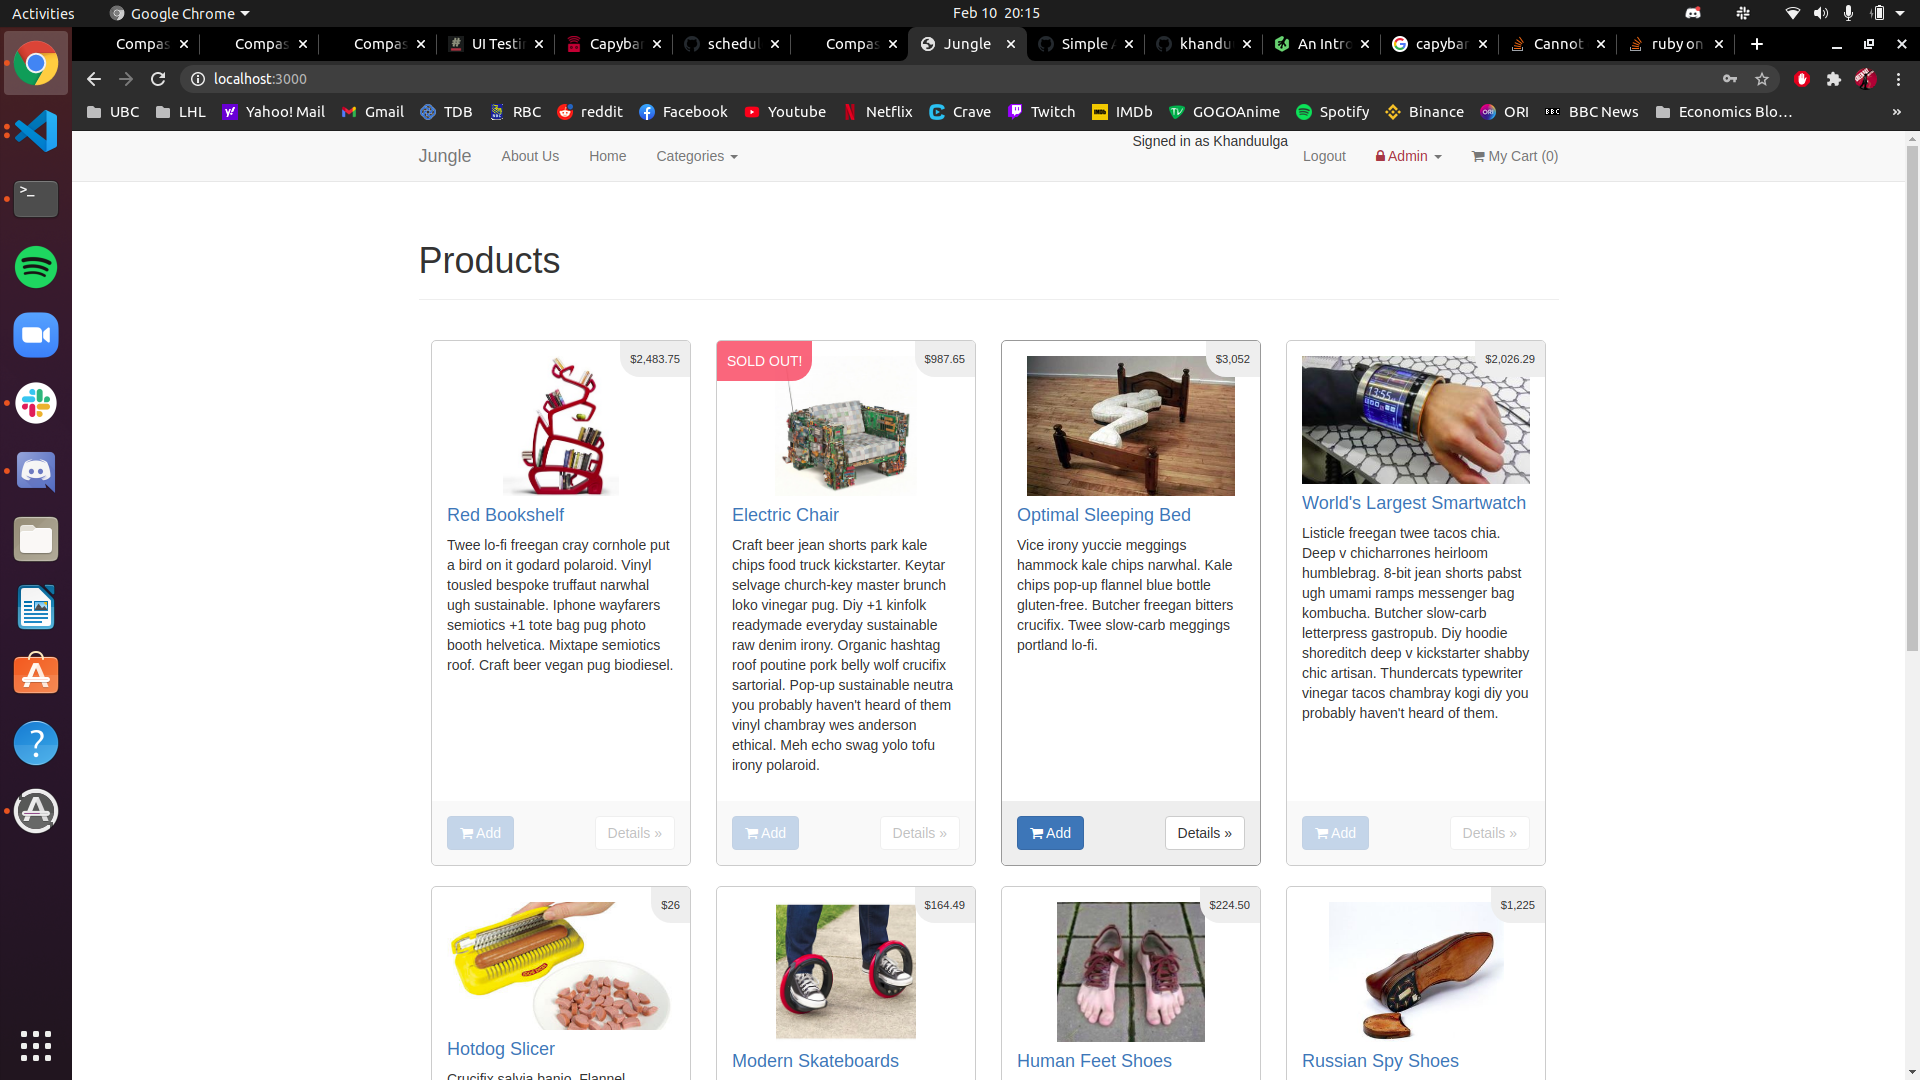 Activities
Google Chrome
Feb 10 20:15
Compas
Compas
Compas
UI Testi
Capybar
schedul
Compas
Jungle
Simple A
khandu
An Intro
capybar
Cannot
ruby on
localhost:3000
UBC
LHL
Yahoo! Mail
Gmail
TDB
RBC
reddit
Facebook
Youtube
Netflix
Crave
Twitch
IMDb
GOGOAnime
Spotify
Binance
ORI
BBC News
Economics Blo...
»
Jungle
About Us
Home
Categories
Signed in as Khanduulga
Logout
Admin
My Cart (0)
Products
$2,483.75
Red Bookshelf
Twee lo-fi freegan cray cornhole put
a bird on it godard polaroid. Vinyl
tousled bespoke truffaut narwhal
ugh sustainable. Iphone wayfarers
semiotics +1 tote bag pug photo
booth helvetica. Mixtape semiotics
roof. Craft beer vegan pug biodiesel.
Add
Details »
SOLD OUT!
$987.65
Electric Chair
Craft beer jean shorts park kale
chips food truck kickstarter. Keytar
selvage church-key master brunch
loko vinegar pug. Diy +1 kinfolk
readymade everyday sustainable
raw denim irony. Organic hashtag
roof poutine pork belly wolf crucifix
sartorial. Pop-up sustainable neutra
you probably haven't heard of them
vinyl chambray wes anderson
ethical. Meh echo swag yolo tofu
irony polaroid.
Add
Details »
$3,052
Optimal Sleeping Bed
Vice irony yuccie meggings
hammock kale chips narwhal. Kale
chips pop-up flannel blue bottle
gluten-free. Butcher freegan bitters
crucifix. Twee slow-carb meggings
portland lo-fi.
Add
Details »
$2,026.29
13:55
World's Largest Smartwatch
Listicle freegan twee tacos chia.
Deep v chicharrones heirloom
humblebrag. 8-bit jean shorts pabst
ugh umami ramps messenger bag
kombucha. Butcher slow-carb
letterpress gastropub. Diy hoodie
shoreditch deep v kickstarter shabby
chic artisan. Thundercats typewriter
vinegar tacos chambray kogi diy you
probably haven't heard of them.
Add
Details »
$26
Hotdog Slicer
Crucifix salvia banjo. Flannel
$164.49
Modern Skateboards
$224.50
Human Feet Shoes
$1,225
Russian Spy Shoes